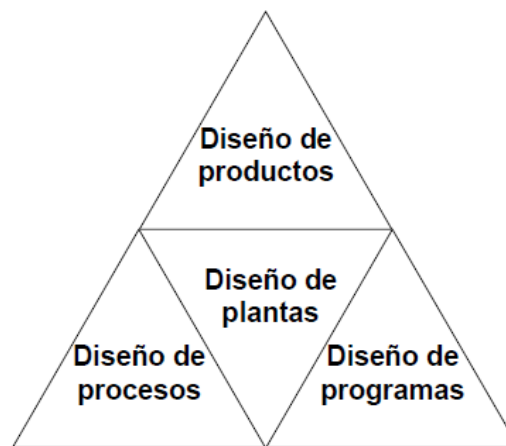 Diseño de
productos
Diseño de
plantas
Diseño de
procesos
Diseño de
programas